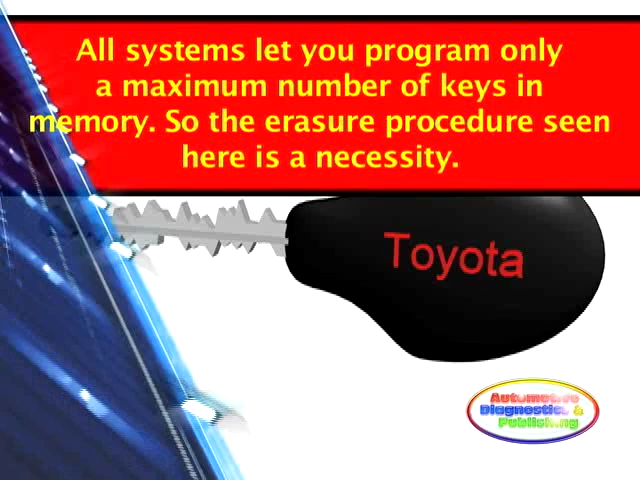 All systems let you program only
a maximum number of keys in
memory. So the erasure procedure seen
here is a necessity.
Toyota
Automotive
Diagnostics &
Publishing